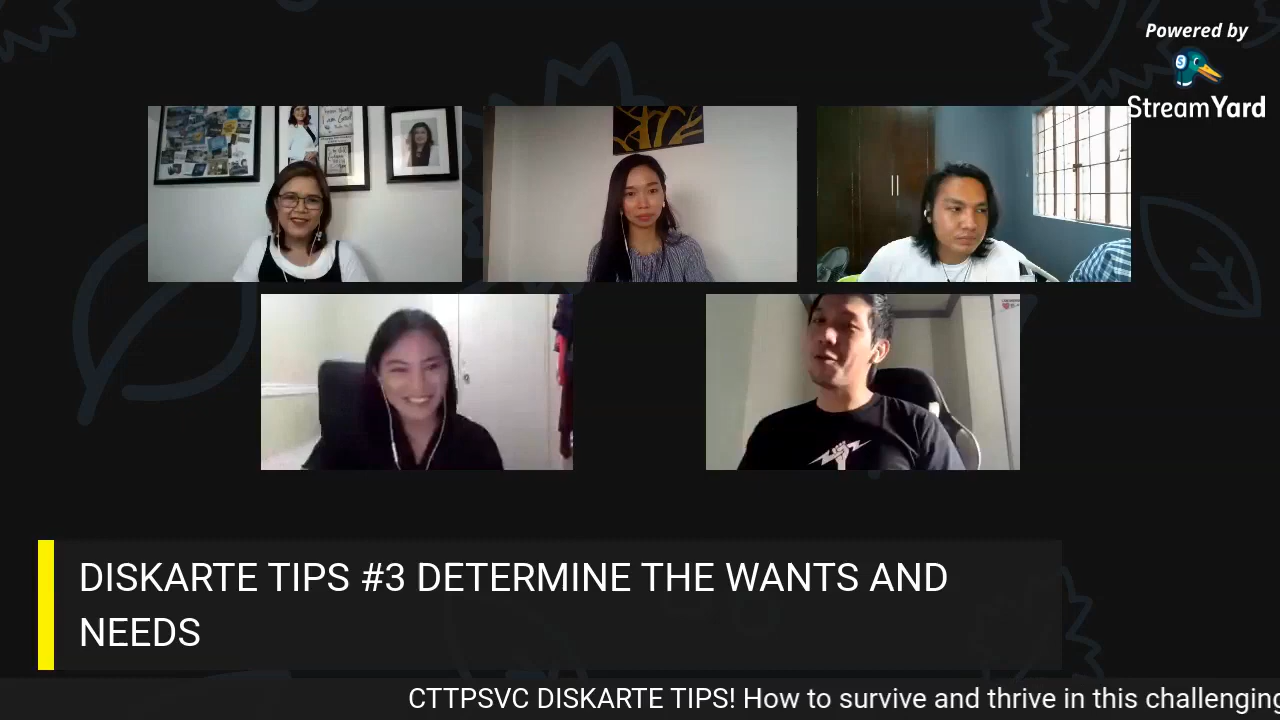 Powered by
StreamYard
DISKARTE TIPS #3 DETERMINE THE WANTS AND
NEEDS
CTTPSVC DISKARTE TIPS! How to survive and thrive in this challenging